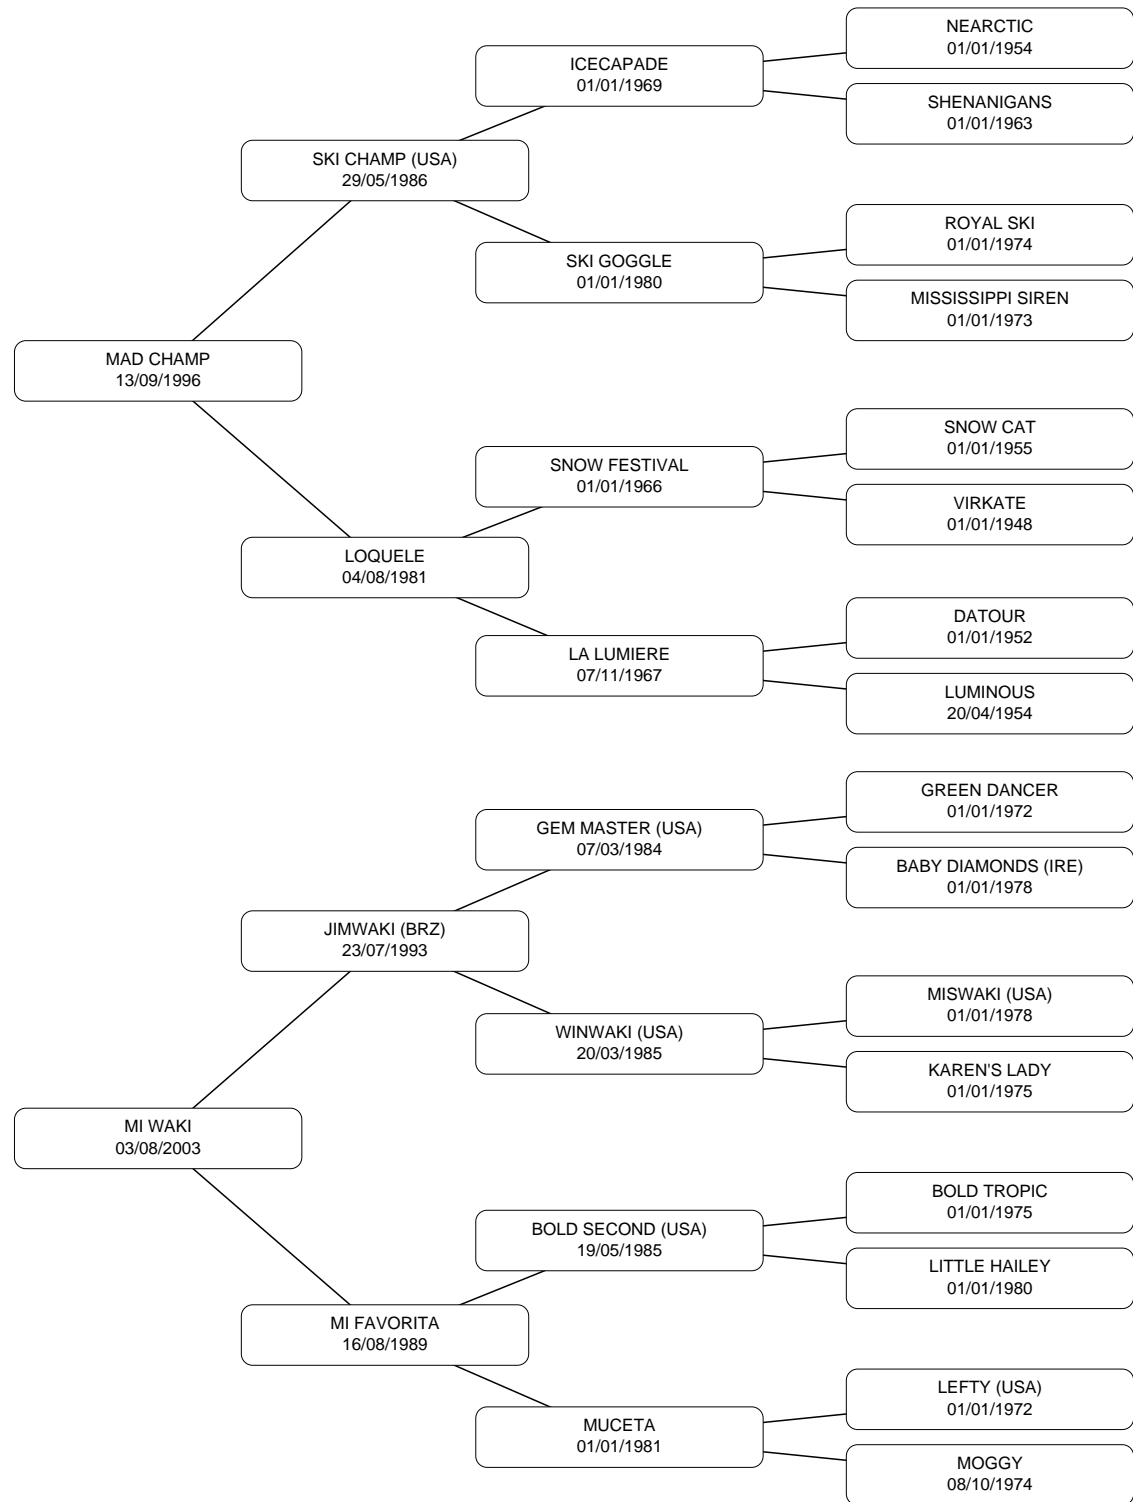 NEARCTIC
01/01/1954
ICECAPADE
01/01/1969
SHENANIGANS
01/01/1963
SKI CHAMP (USA)
29/05/1986
ROYAL SKI
01/01/1974
SKI GOGGLE
01/01/1980
MISSISSIPPI SIREN
01/01/1973
MAD CHAMP
13/09/1996
SNOW CAT
01/01/1955
SNOW FESTIVAL
01/01/1966
VIRKATE
01/01/1948
LOQUELE
04/08/1981
DATOUR
01/01/1952
LA LUMIERE
07/11/1967
LUMINOUS
20/04/1954
GREEN DANCER
01/01/1972
GEM MASTER (USA)
07/03/1984
BABY DIAMONDS (IRE)
01/01/1978
JIMWAKI (BRZ)
23/07/1993
MISWAKI (USA)
01/01/1978
WINWAKI (USA)
20/03/1985
KAREN'S LADY
01/01/1975
MI WAKI
03/08/2003
BOLD TROPIC
01/01/1975
BOLD SECOND (USA)
19/05/1985
LITTLE HAILEY
01/01/1980
MI FAVORITA
16/08/1989
LEFTY (USA)
01/01/1972
MUCETA
01/01/1981
MOGGY
08/10/1974